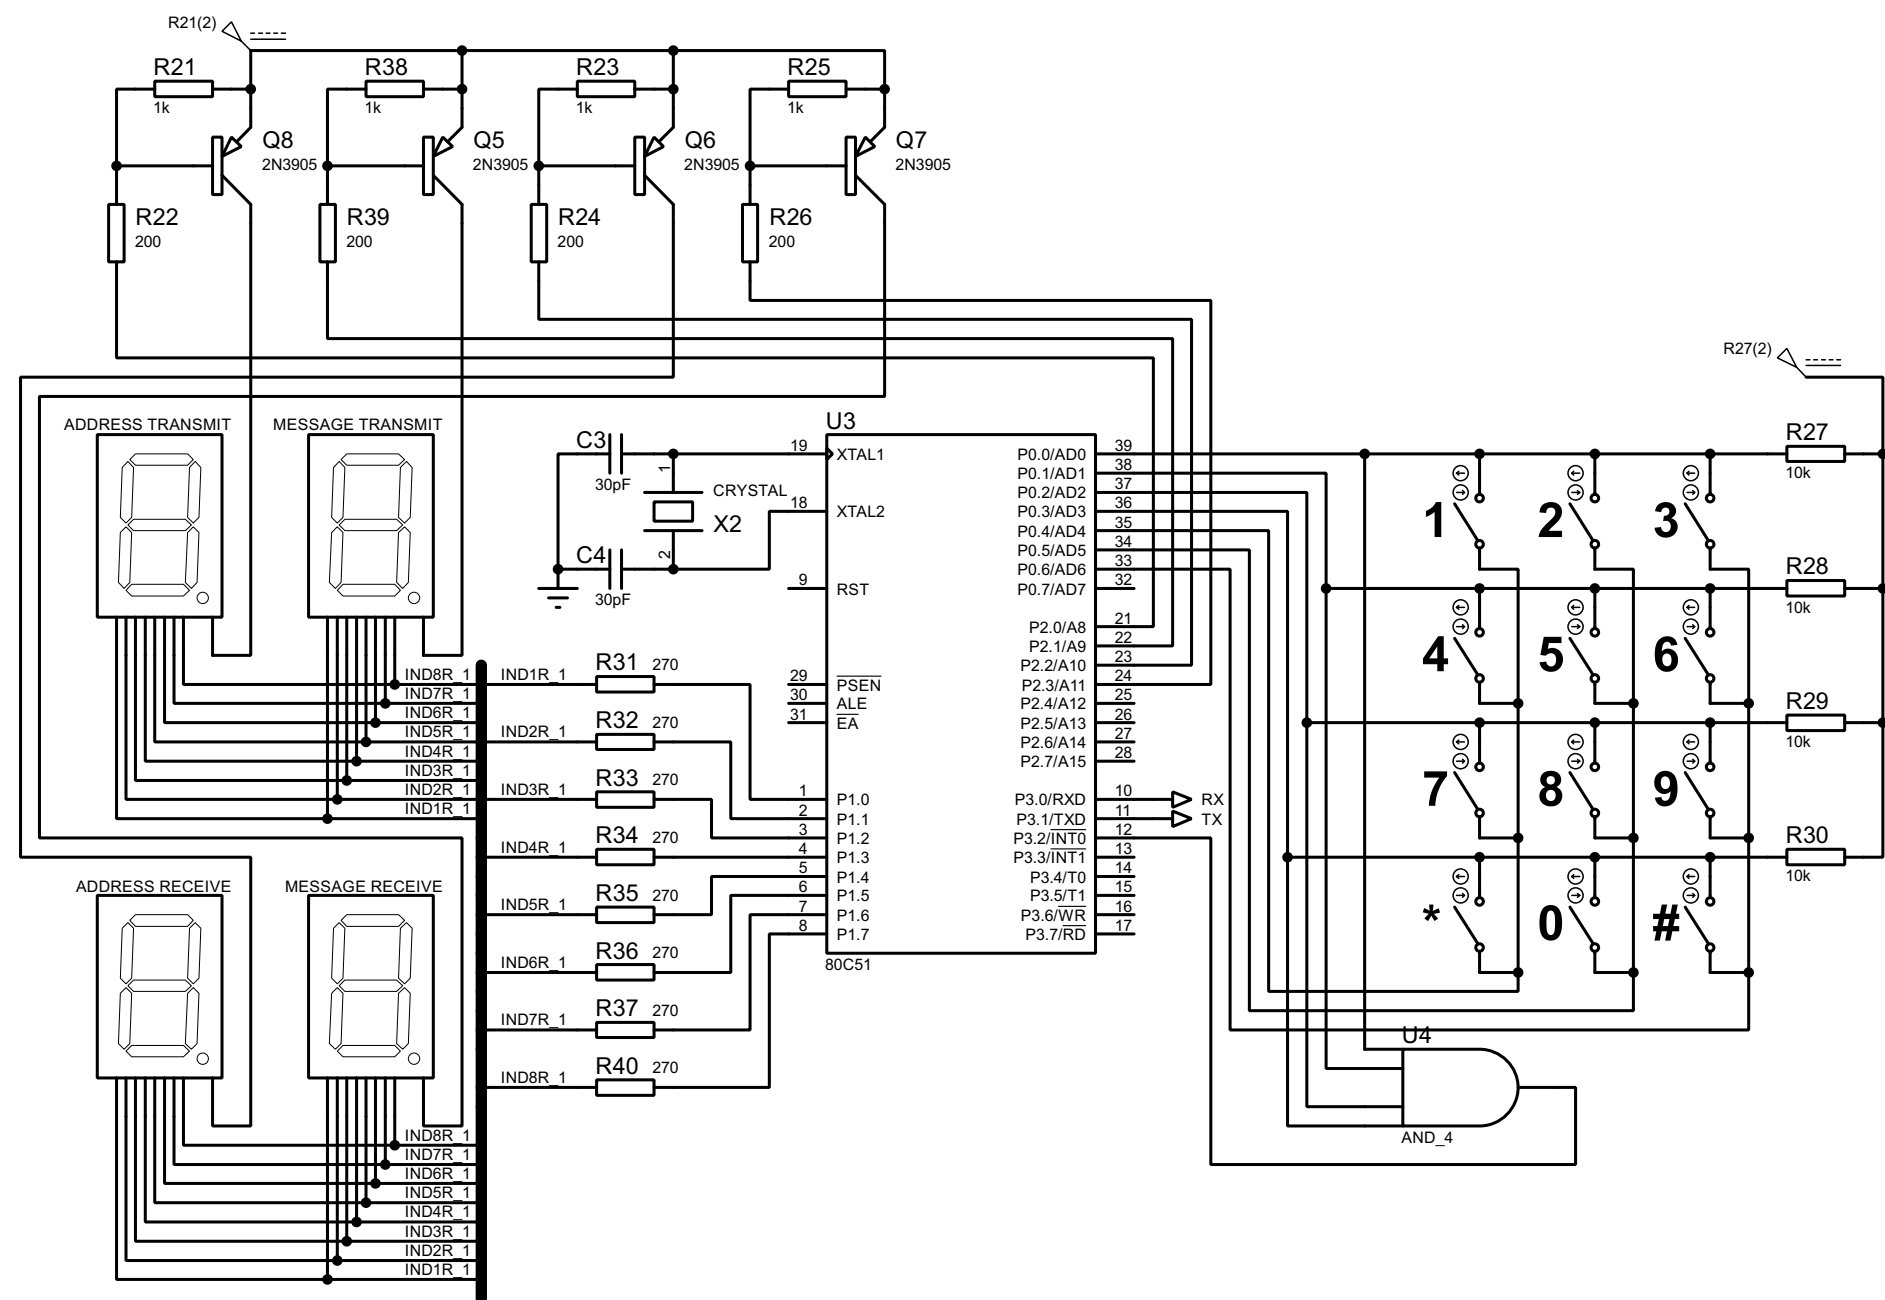 R21(2)
R21
1k
R38
1k
R23
1k
R25
1k
Q8
2N3905
Q5
2N3905
Q6
2N3905
Q7
2N3905
R22
200
R39
200
R24
200
R26
200
R27(2)
ADDRESS TRANSMIT
MESSAGE TRANSMIT
C3
30pF
1
CRYSTAL
X2
2
C4
30pF
U3
19 XTAL1
18 XTAL2
9 RST
29 PSEN
30 ALE
31 EA
1 P1.0
2 P1.1
3 P1.2
4 P1.3
5 P1.4
6 P1.5
7 P1.6
8 P1.7
80C51
P0.0/AD0 39
P0.1/AD1 38
P0.2/AD2 37
P0.3/AD3 36
P0.4/AD4 35
P0.5/AD5 34
P0.6/AD6 33
P0.7/AD7 32
P2.0/A8 21
P2.1/A9 22
P2.2/A10 23
P2.3/A11 24
P2.4/A12 25
P2.5/A13 26
P2.6/A14 27
P2.7/A15 28
P3.0/RXD 10 RX
P3.1/TXD 11 TX
P3.2/INT0 12
P3.3/INT1 13
P3.4/T0 14
P3.5/T1 15
P3.6/WR 16
P3.7/RD 17
R27
10k
1 2 3
R28
10k
4 5 6
R29
10k
7 8 9
R30
10k
* 0 #
U4
AND_4
IND8R_1
IND7R_1
IND6R_1
IND5R_1
IND4R_1
IND3R_1
IND2R_1
IND1R_1
IND1R_1 R31 270
IND2R_1 R32 270
IND3R_1 R33 270
IND4R_1 R34 270
IND5R_1 R35 270
IND6R_1 R36 270
IND7R_1 R37 270
IND8R_1 R40 270
ADDRESS RECEIVE
MESSAGE RECEIVE
IND8R_1
IND7R_1
IND6R_1
IND5R_1
IND4R_1
IND3R_1
IND2R_1
IND1R_1